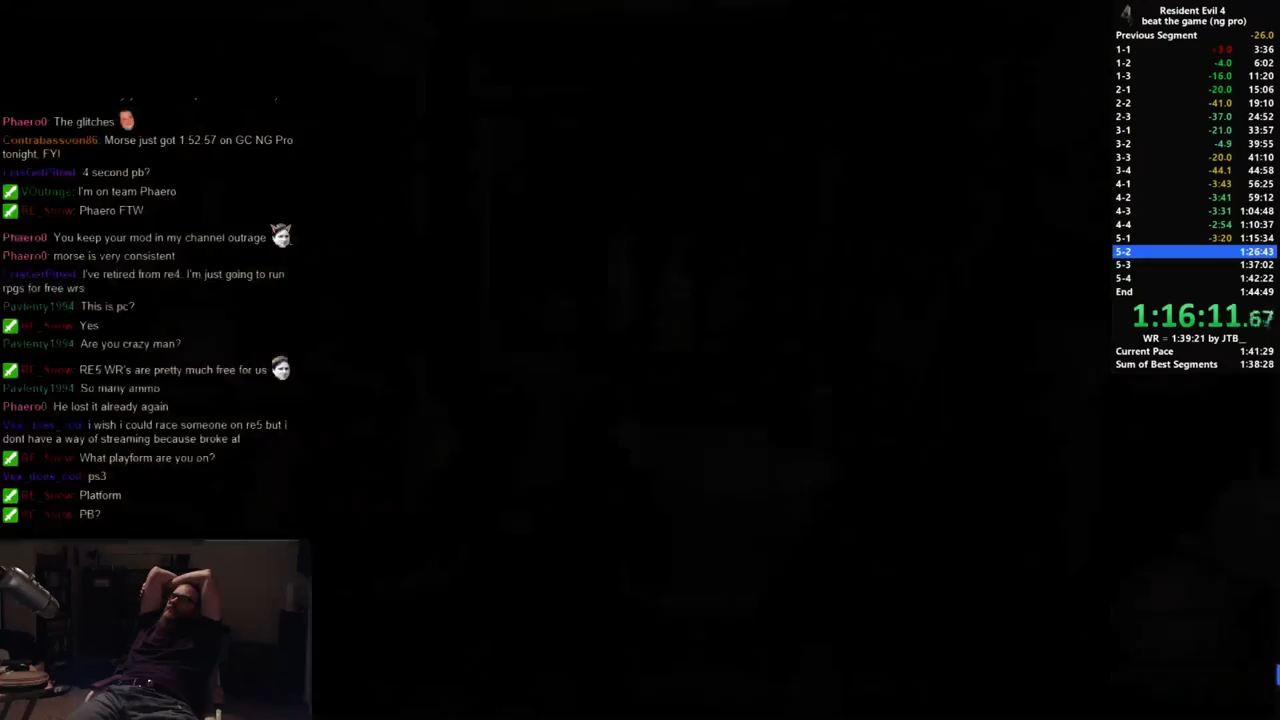 Phaero0: The glitches
Contrabassoon86: Morse just got 1:52:57 on GC NG Pro
tonight, FYI
4 second pb?
VOutrage: I'm on team Phaero
RE_Snow: Phaero FTW
Phaero0: You keep your mod in my channel outrage
Phaero0: morse is very consistent
I've retired from re4. I'm just going to run
rpgs for free wrs
Pavlenty1994: This is pc?
RE_Snow: Yes
Pavlenty1994: Are you crazy man?
RE_Snow: RE5 WR's are pretty much free for us
Pavlenty1994: So many ammo
Phaero0: He lost it already again
i wish i could race someone on re5 but i
dont have a way of streaming because broke af
RE_Snow: What playform are you on?
ps3
RE_Snow: Platform
RE_Snow: PB?
Resident Evil 4
beat the game (ng pro)
Previous Segment -26.0
1-1 -3.0 3:36
1-2 -4.0 6:02
1-3 -16.0 11:20
2-1 -20.0 15:06
2-2 -41.0 19:10
2-3 -37.0 24:52
3-1 -21.0 33:57
3-2 -4.9 39:55
3-3 -20.0 41:10
3-4 -44.1 44:58
4-1 -3:43 56:25
4-2 -3:41 59:12
4-3 -3:31 1:04:48
4-4 -2:54 1:10:37
5-1 -3:20 1:15:34
5-2 1:26:43
5-3 1:37:02
5-4 1:42:22
End 1:44:49
1:16:11.67
WR = 1:39:21 by JTB_
Current Pace 1:41:29
Sum of Best Segments 1:38:28